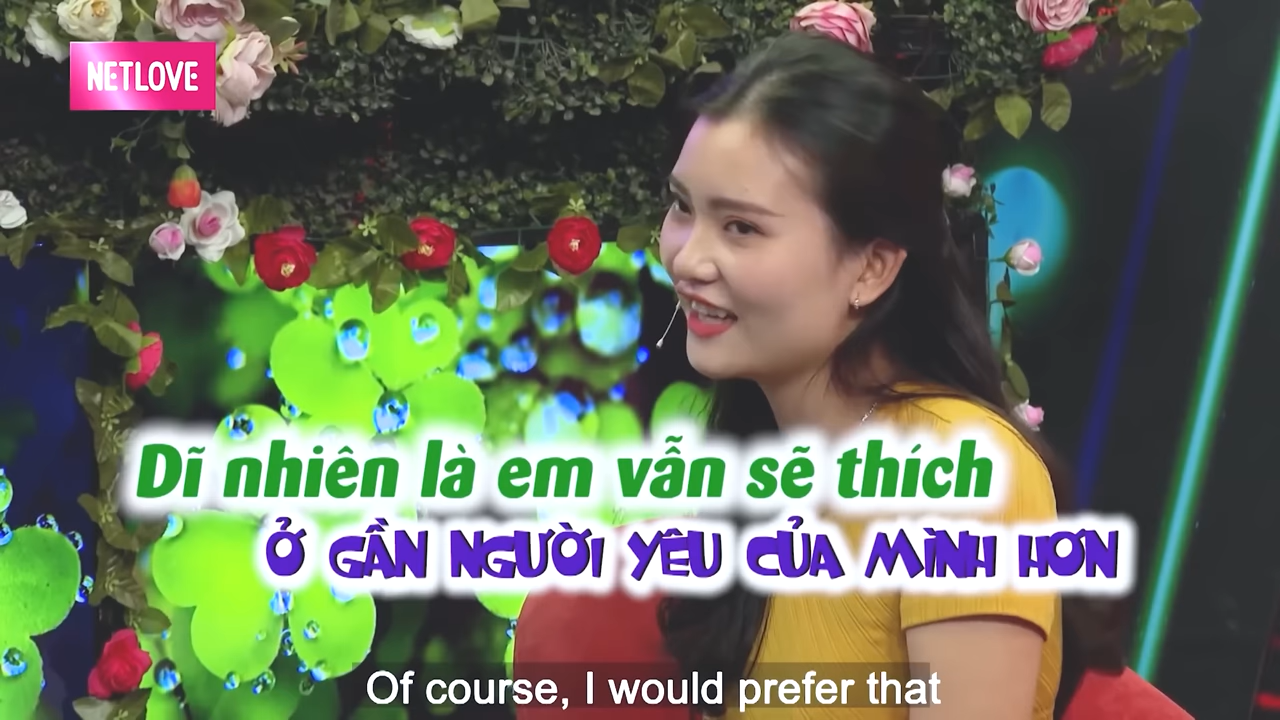 NETLOVE
Dĩ nhiên là em vẫn sẽ thích
Ở GẦN NGƯỜI YÊU CỦA MÌNH HƠN
Of course, I would prefer that